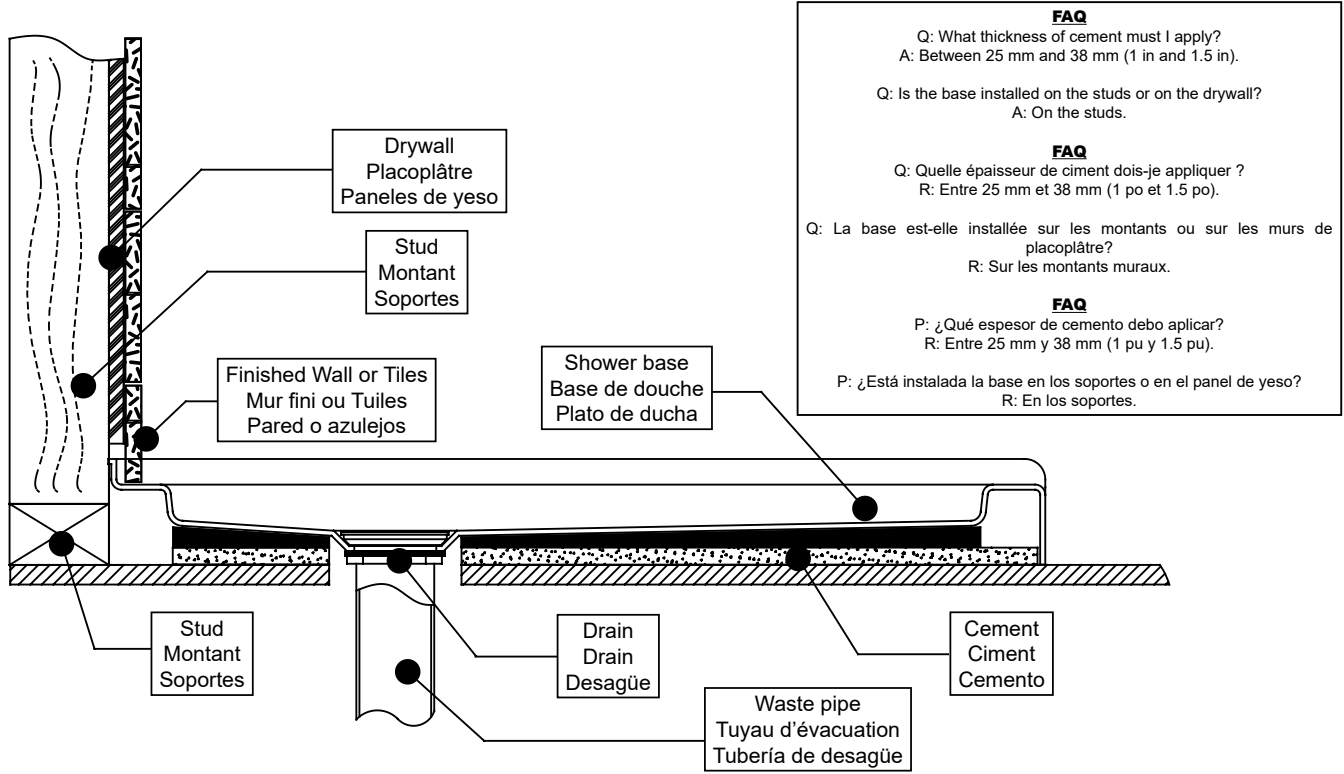 FAQ
Q: What thickness of cement must I apply?
A: Between 25 mm and 38 mm (1 in and 1.5 in).
Q: Is the base installed on the studs or on the drywall?
A: On the studs.
FAQ
Q: Quelle épaisseur de ciment dois-je appliquer ?
R: Entre 25 mm et 38 mm (1 po et 1.5 po).
Q: La base est-elle installée sur les montants ou sur les murs de
placoplâtre?
R: Sur les montants muraux.
FAQ
P: ¿Qué espesor de cemento debo aplicar?
R: Entre 25 mm y 38 mm (1 pu y 1.5 pu).
P: ¿Está instalada la base en los soportes o en el panel de yeso?
R: En los soportes.
Drywall
Placoplâtre
Paneles de yeso
Stud
Montant
Soportes
Finished Wall or Tiles
Mur fini ou Tuiles
Pared o azulejos
Shower base
Base de douche
Plato de ducha
Stud
Montant
Soportes
Drain
Drain
Desagüe
Cement
Ciment
Cemento
Waste pipe
Tuyau d’évacuation
Tubería de desagüe